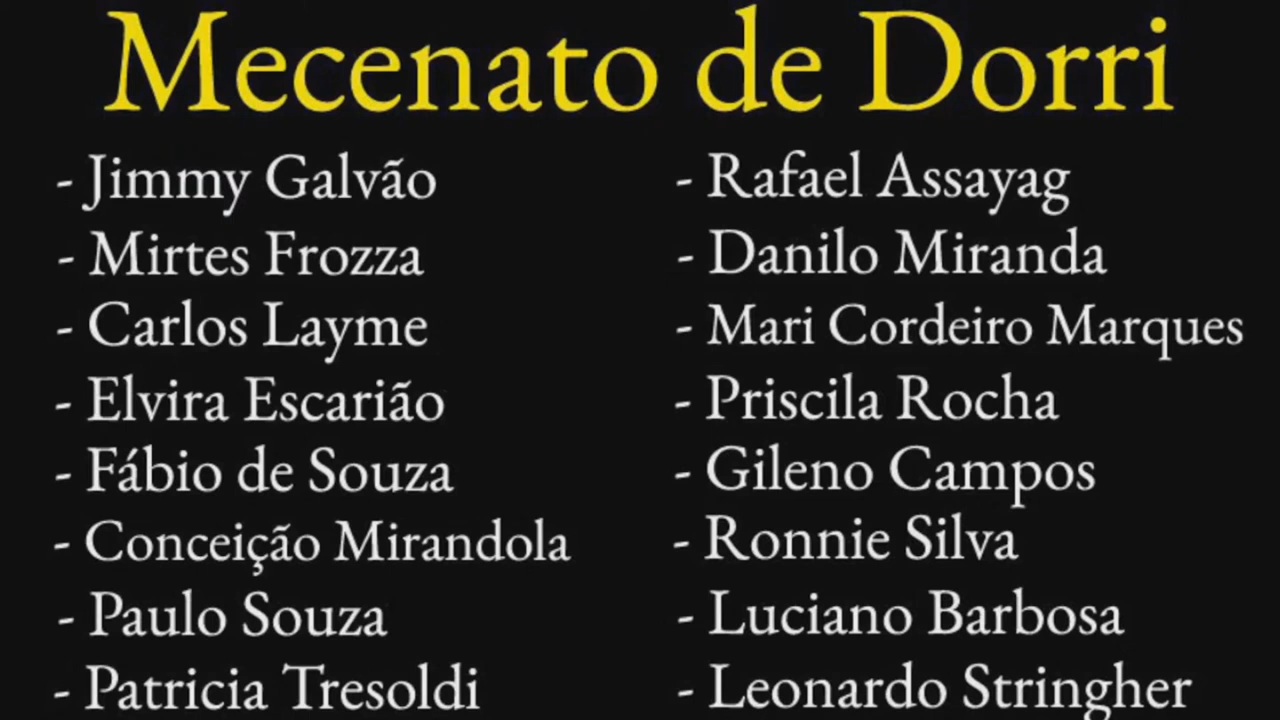 Mecenato de Dorri
- Jimmy Galvão
- Mirtes Frozza
- Carlos Layme
- Elvira Escarião
- Fábio de Souza
- Conceição Mirandola
- Paulo Souza
- Patricia Tresoldi
- Rafael Assayag
- Danilo Miranda
- Mari Cordeiro Marques
- Priscila Rocha
- Gileno Campos
- Ronnie Silva
- Luciano Barbosa
- Leonardo Stringher